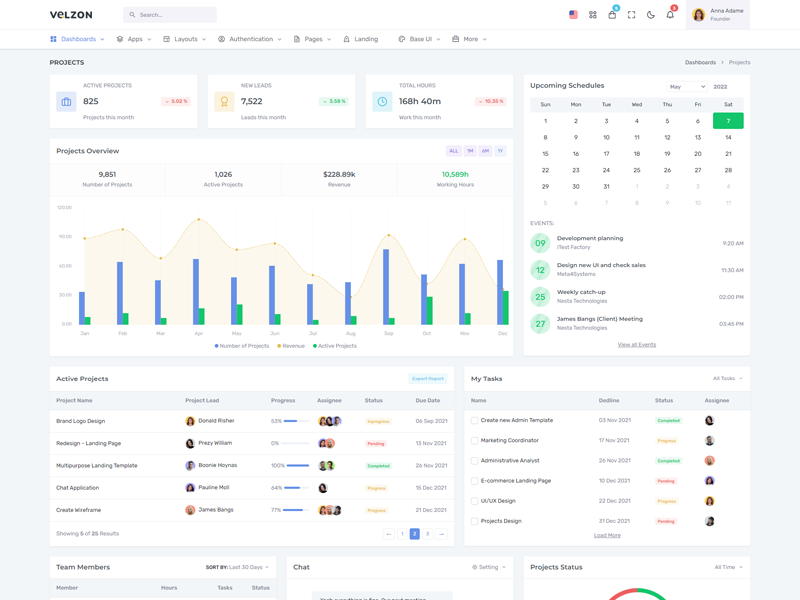 VELZON
Search...
5
3
Anna Adame
Founder
Dashboards
Apps
Layouts
Authentication
Pages
Landing
Base UI
More
PROJECTS
Dashboards > Projects
ACTIVE PROJECTS
825
5.02 %
Projects this month
NEW LEADS
7,522
3.58 %
Leads this month
TOTAL HOURS
168h 40m
10.35 %
Work this month
Projects Overview
ALL 1M 6M 1Y
9,851
Number of Projects
1,026
Active Projects
$228.89k
Revenue
10,589h
Working Hours
120.00
90.00
60.00
30.00
0.00
Jan Feb Mar Apr May Jun Jul Aug Sep Oct Nov Dec
Number of Projects Revenue Active Projects
Upcoming Schedules
May 2022
Sun Mon Tue Wed Thu Fri Sat
1 2 3 4 5 6 7
8 9 10 11 12 13 14
15 16 17 18 19 20 21
22 23 24 25 26 27 28
29 30 31 1 2 3 4
5 6 7 8 9 10 11
EVENTS:
09
Development planning
iTest Factory
9:20 AM
12
Design new UI and check sales
Meta4Systems
11:30 AM
25
Weekly catch-up
Nesta Technologies
02:00 PM
27
James Bangs (Client) Meeting
Nesta Technologies
03:45 PM
View all Events
Active Projects
Export Report
Project Name Project Lead Progress Assignee Status Due Date
Brand Logo Design Donald Risher 53% Inprogress 06 Sep 2021
Redesign - Landing Page Prezy William 0% Pending 13 Nov 2021
Multipurpose Landing Template Boonie Hoynas 100% Completed 26 Nov 2021
Chat Application Pauline Moll 64% Progress 15 Dec 2021
Create Wireframe James Bangs 77% Progress 21 Dec 2021
Showing 5 of 25 Results
← 1 2 3 →
My Tasks
All Tasks
Name Dedline Status Assignee
Create new Admin Template 03 Nov 2021 Completed
Marketing Coordinator 17 Nov 2021 Progress
Administrative Analyst 26 Nov 2021 Completed
E-commerce Landing Page 10 Dec 2021 Pending
UI/UX Design 22 Dec 2021 Progress
Projects Design 31 Dec 2021 Pending
Load More
Team Members
SORT BY: Last 30 Days
Member Hours Tasks Status
Chat
Setting
Projects Status
All Time